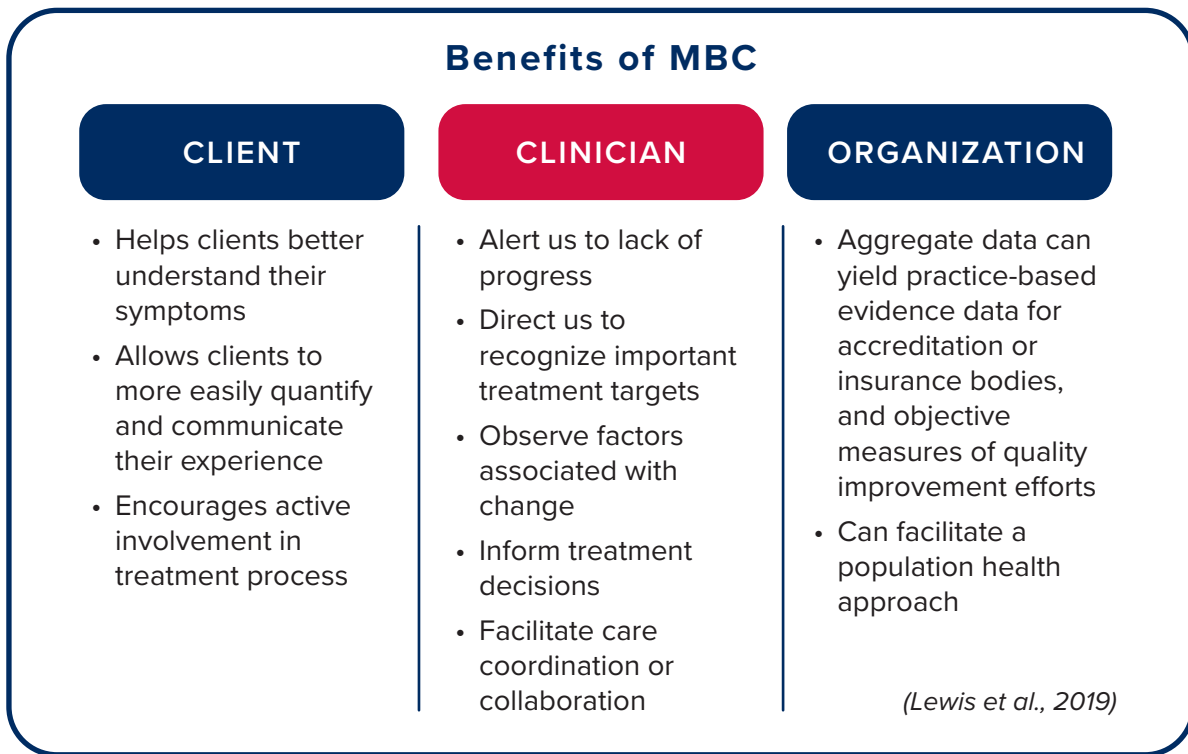 Benefits of MBC
CLIENT
• Helps clients better
understand their
symptoms
• Allows clients to
more easily quantify
and communicate
their experience
• Encourages active
involvement in
treatment process
CLINICIAN
• Alert us to lack of
progress
• Direct us to
recognize important
treatment targets
• Observe factors
associated with
change
• Inform treatment
decisions
• Facilitate care
coordination or
collaboration
ORGANIZATION
• Aggregate data can
yield practice-based
evidence data for
accreditation or
insurance bodies,
and objective
measures of quality
improvement efforts
• Can facilitate a
population health
approach
(Lewis et al., 2019)